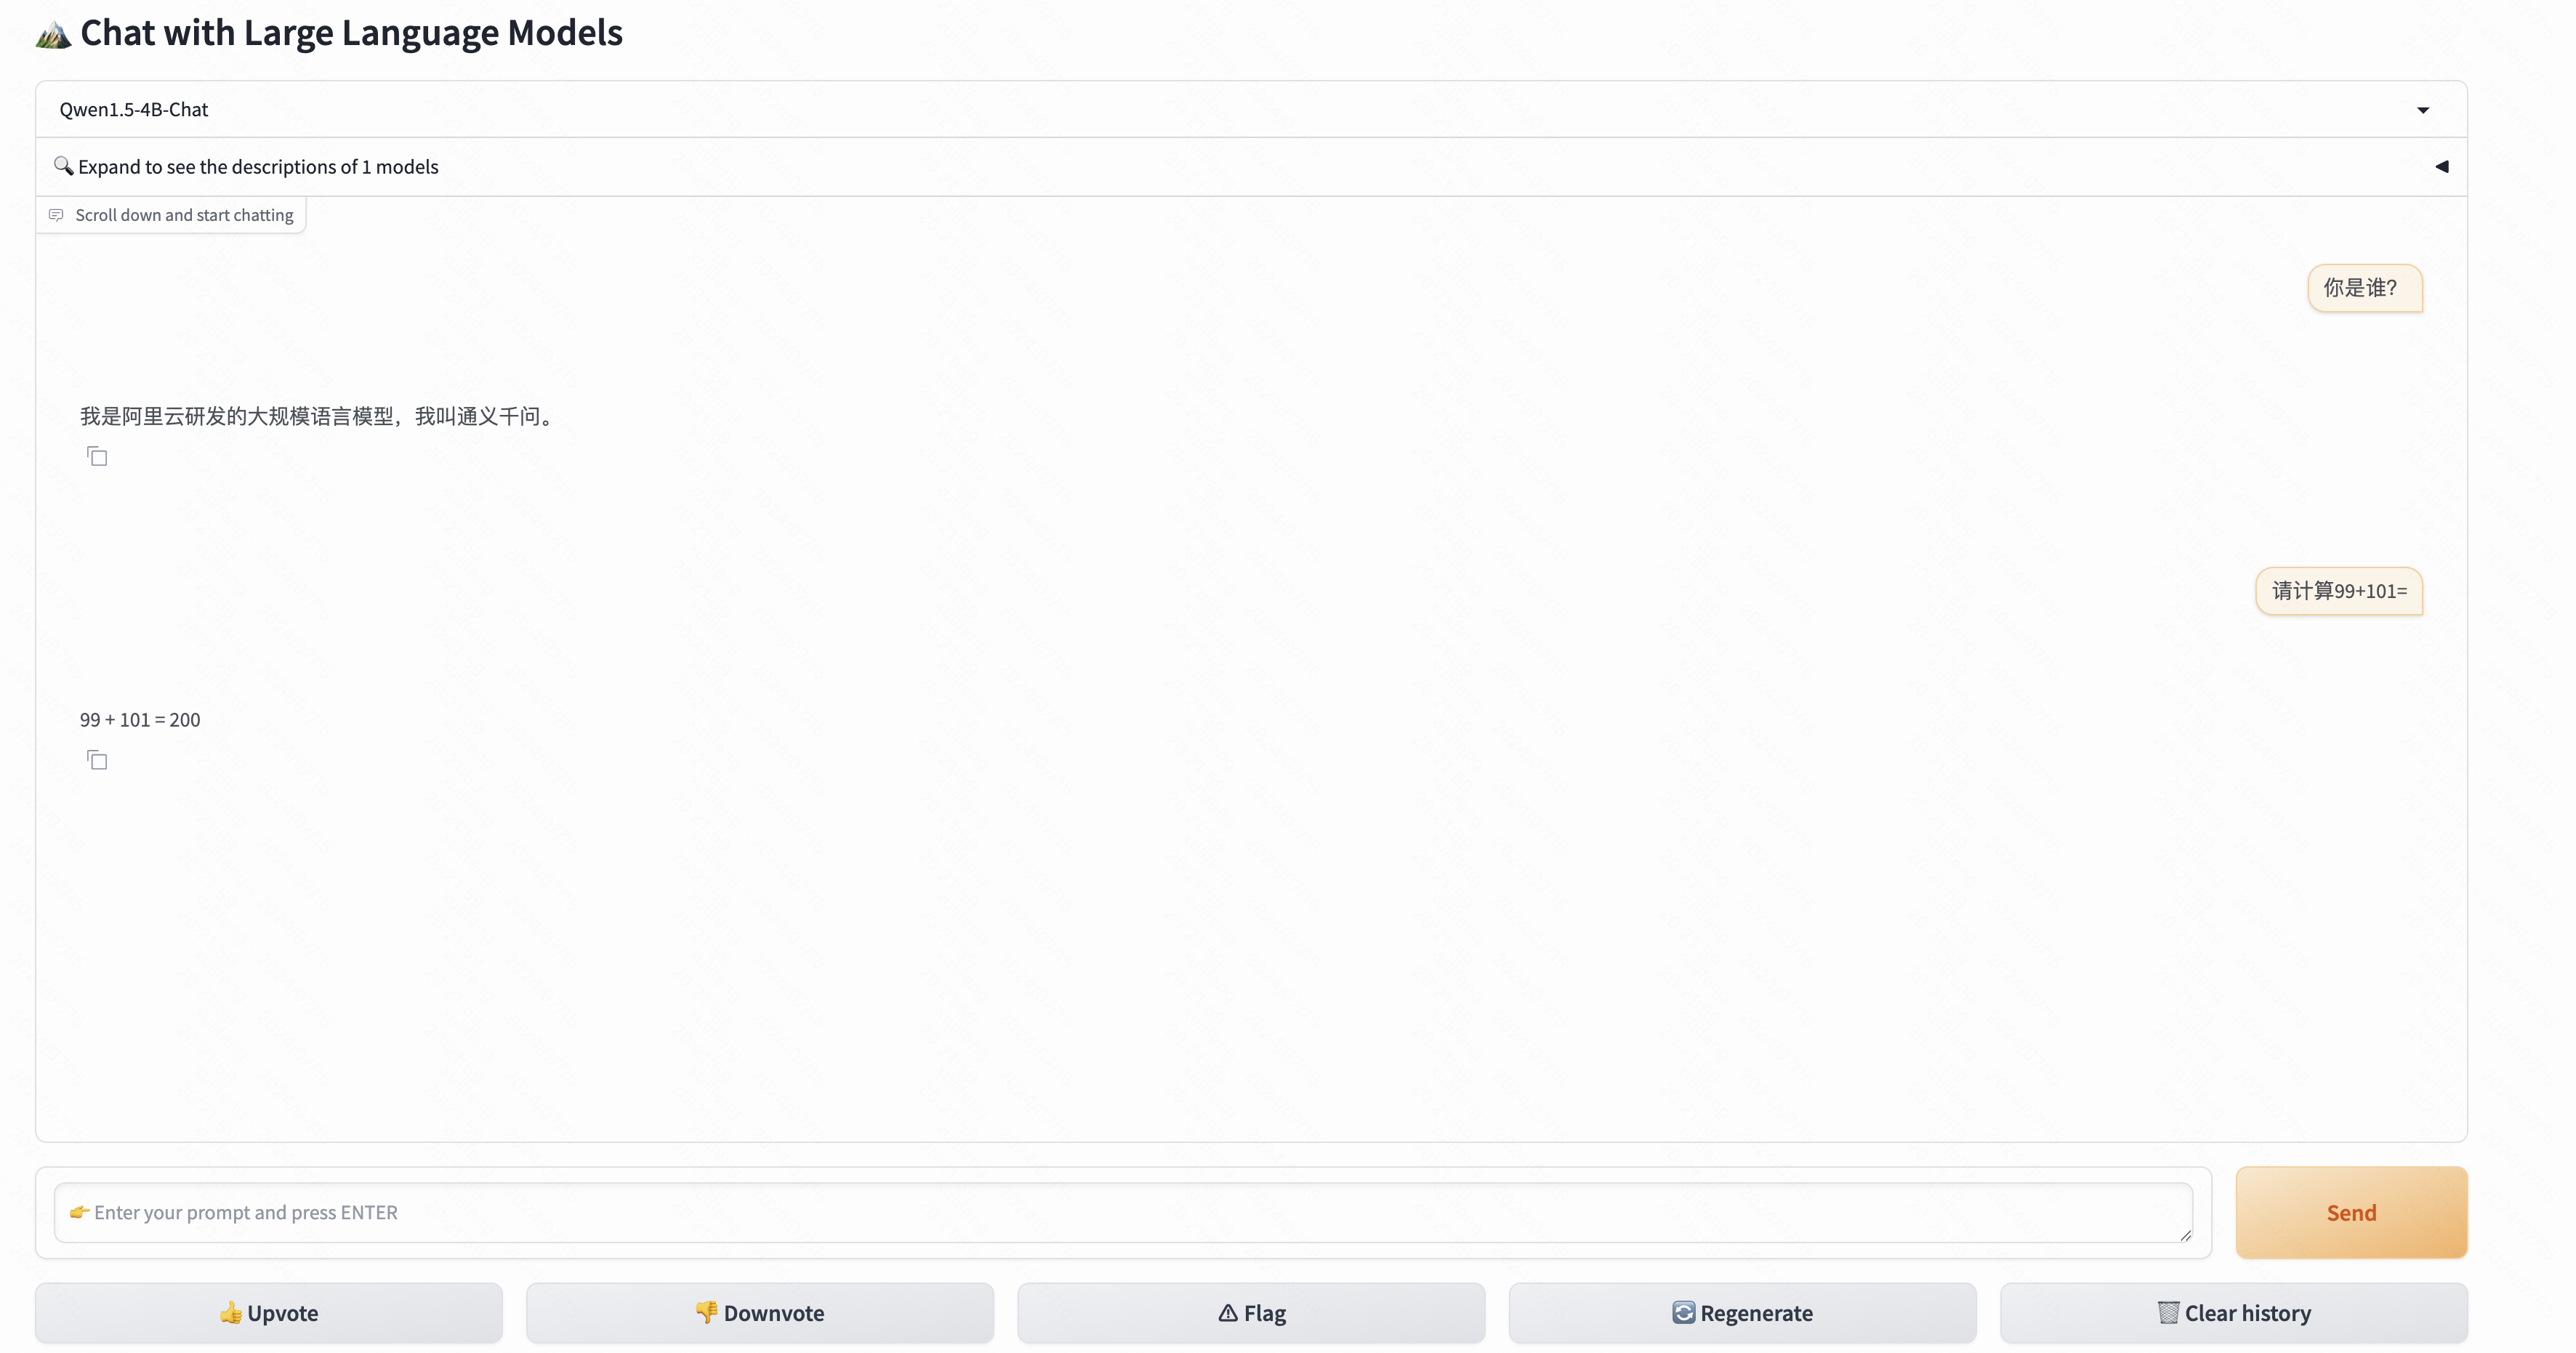 Chat with Large Language Models
Qwen1.5-4B-Chat
Expand to see the descriptions of 1 models
Scroll down and start chatting
你是谁？
我是阿里云研发的大规模语言模型，我叫通义千问。
请计算99+101=
99 + 101 = 200
Enter your prompt and press ENTER
Send
Upvote
Downvote
Flag
Regenerate
Clear history